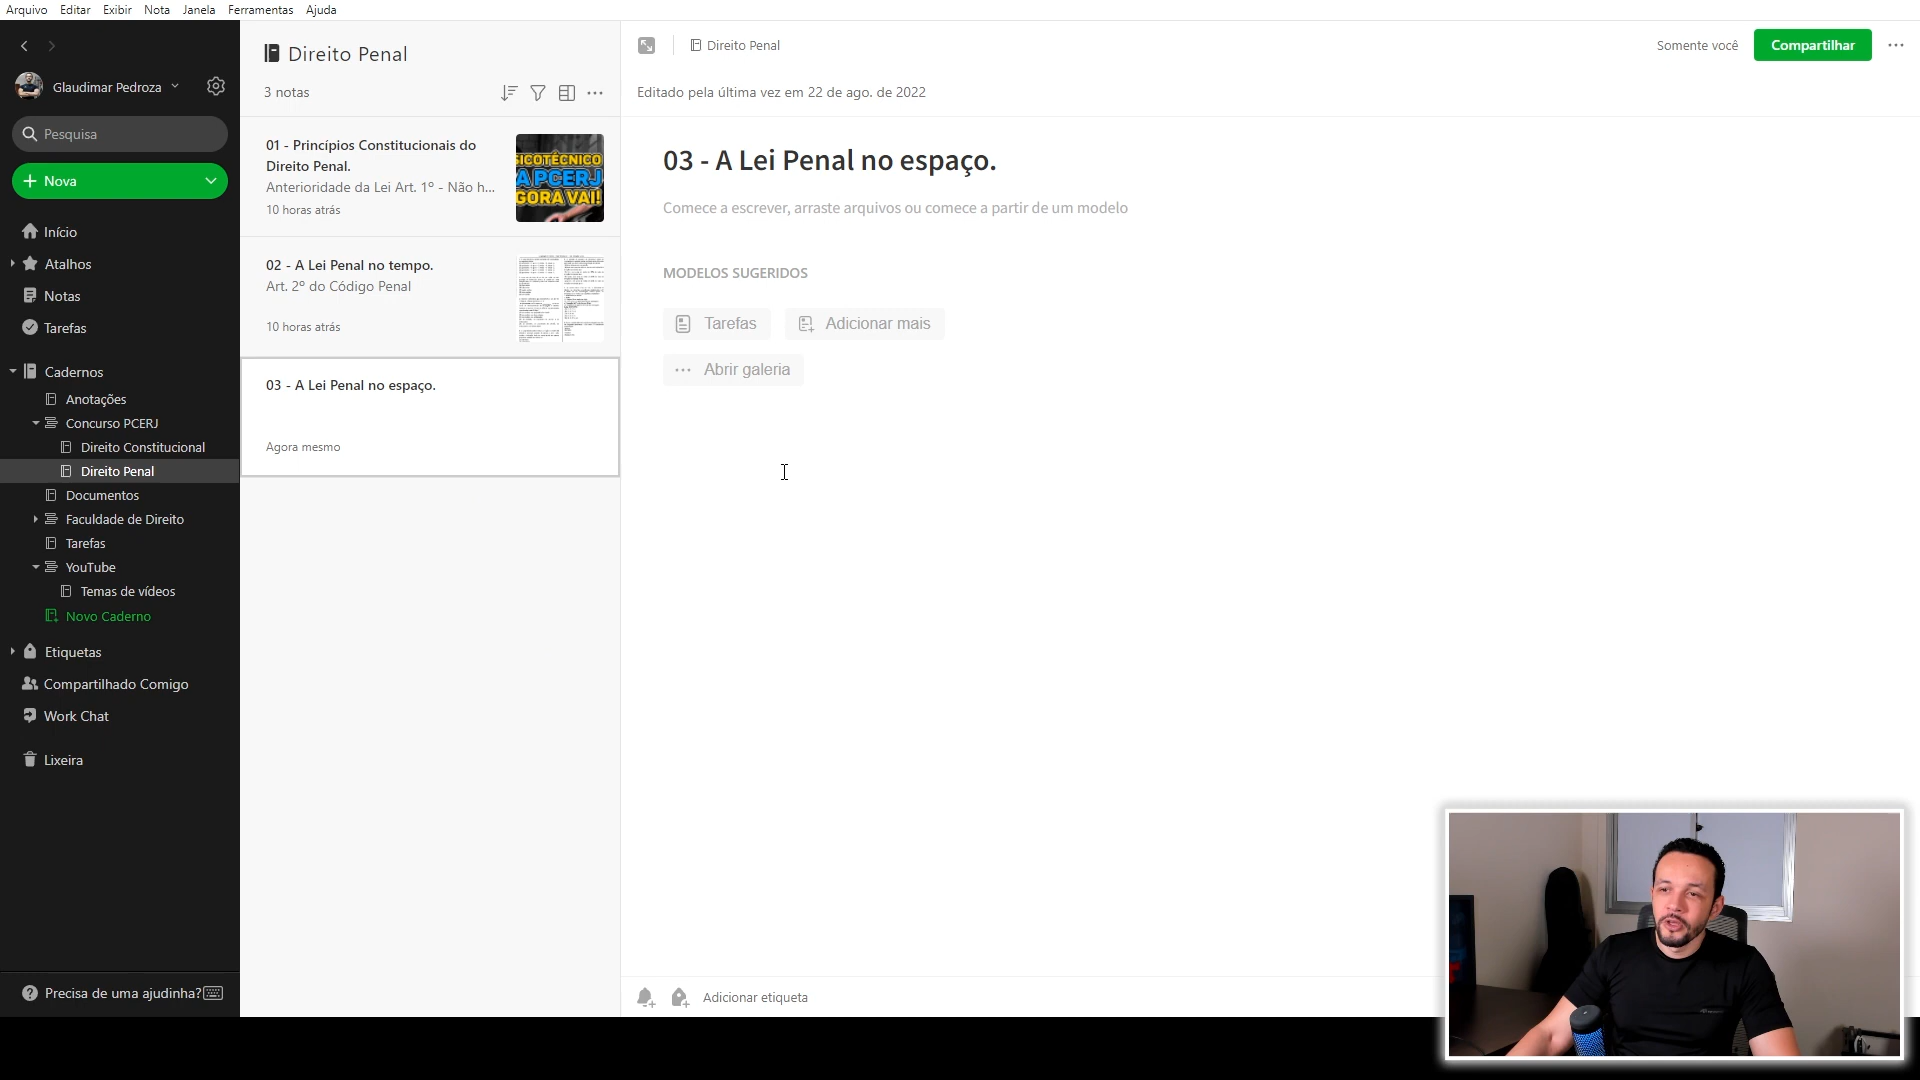 Arquivo Editar Exibir Nota Janela Ferramentas Ajuda
Glaudimar Pedroza
Pesquisa
Nova
Início
Atalhos
Notas
Tarefas
Cadernos
Anotações
Concurso PCERJ
Direito Constitucional
Direito Penal
Documentos
Faculdade de Direito
Tarefas
YouTube
Temas de vídeos
Novo Caderno
Etiquetas
Compartilhado Comigo
Work Chat
Lixeira
Precisa de uma ajudinha?
Direito Penal
3 notas
01 - Princípios Constitucionais do
Direito Penal.
Anterioridade da Lei Art. 1º - Não h...
10 horas atrás
SICOTÉCNICO
A PCERJ
GORA VAI!
02 - A Lei Penal no tempo.
Art. 2º do Código Penal
10 horas atrás
03 - A Lei Penal no espaço.
Agora mesmo
Direito Penal
Somente você
Compartilhar
Editado pela última vez em 22 de ago. de 2022
03 - A Lei Penal no espaço.
Comece a escrever, arraste arquivos ou comece a partir de um modelo
MODELOS SUGERIDOS
Tarefas
Adicionar mais
Abrir galeria
Adicionar etiqueta